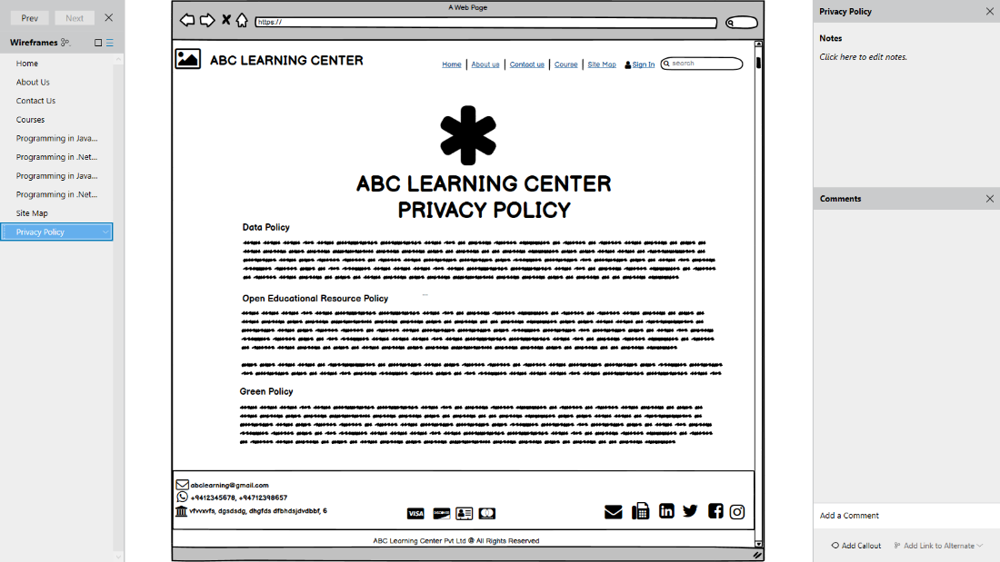 Prev
Next
Wireframes
Home
About Us
Contact Us
Courses
Programming in Java...
Programming in .Net...
Programming in Java...
Programming in .Net...
Site Map
Privacy Policy
A Web Page
https://
ABC LEARNING CENTER
Home
About us
Contact us
Course
Site Map
Sign In
search
ABC LEARNING CENTER
PRIVACY POLICY
Data Policy
Open Educational Resource Policy
Green Policy
abclearning@gmail.com
+9412345678, +94712398657
vfvvxvfs, dgsdsdg, dhgfds dfbhdsjdvdbbf, 6
VISA
ABC Learning Center Pvt Ltd @ All Rights Reserved
Privacy Policy
Notes
Click here to edit notes.
Comments
Add a Comment
Add Callout
Add Link to Alternate